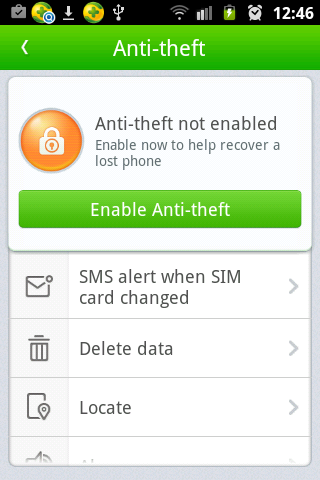 12:46
Anti-theft
Anti-theft not enabled
Enable now to help recover a
lost phone
Enable Anti-theft
SMS alert when SIM
card changed
Delete data
Locate